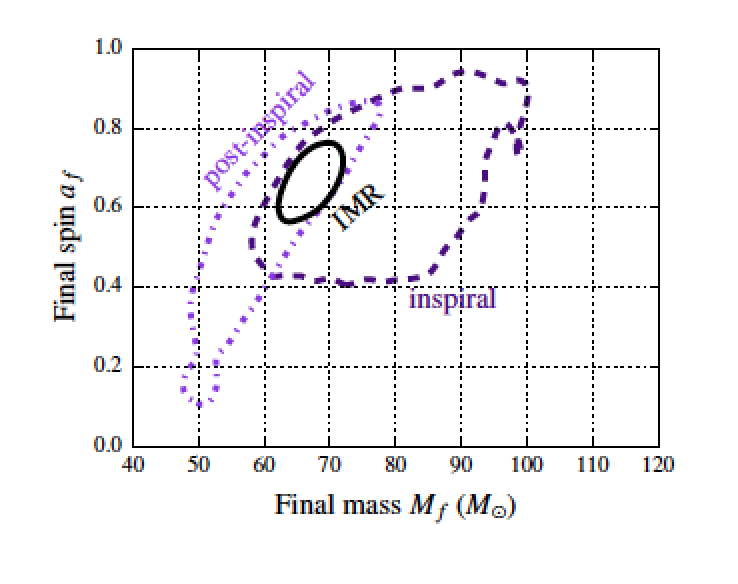 1.0
0.8
0.6
0.4
0.2
0.0
40 50 60 70 80 90 100 110 120
Final spin a_f
Final mass M_f (M_⊙)
post-inspiral
IMR
inspiral